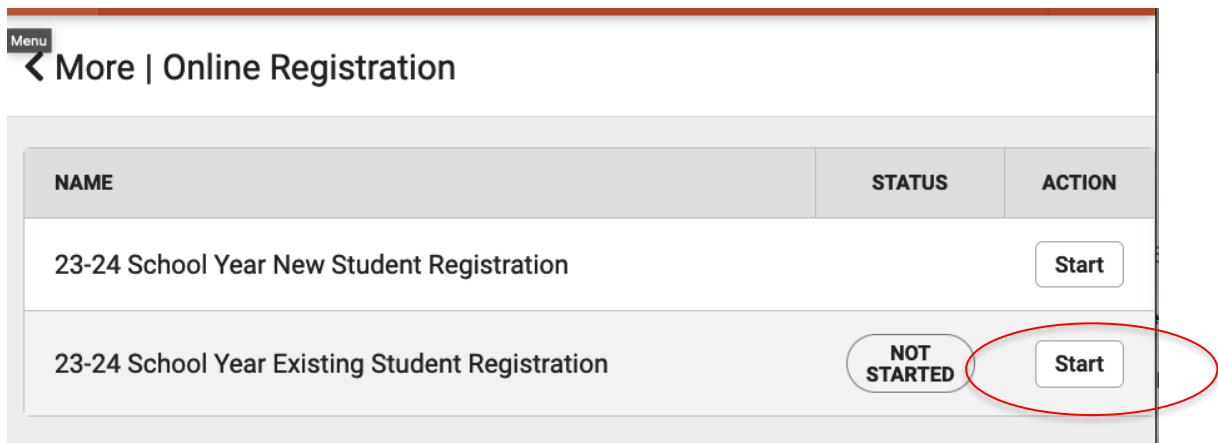 Menu
More | Online Registration
NAME STATUS ACTION
23-24 School Year New Student Registration Start
23-24 School Year Existing Student Registration NOT STARTED Start